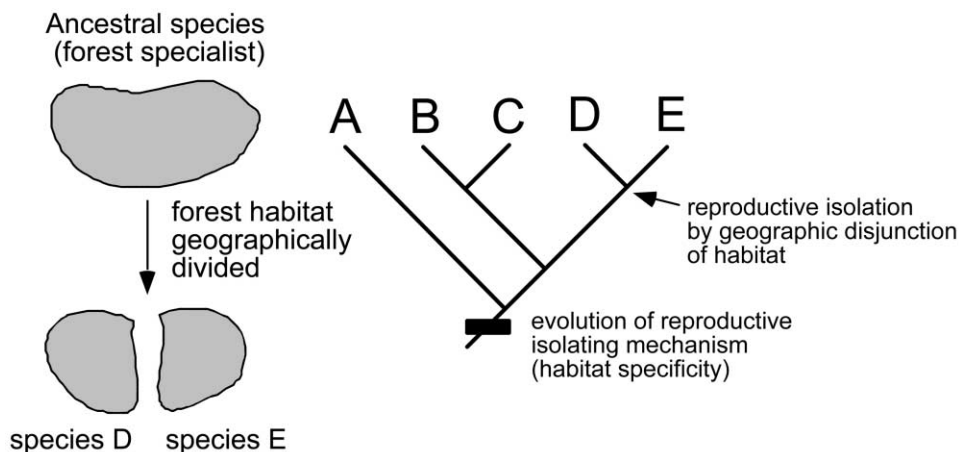 Ancestral species
(forest specialist)
forest habitat
geographically
divided
species D species E
A B C D E
reproductive isolation
by geographic disjunction
of habitat
evolution of reproductive
isolating mechanism
(habitat specificity)